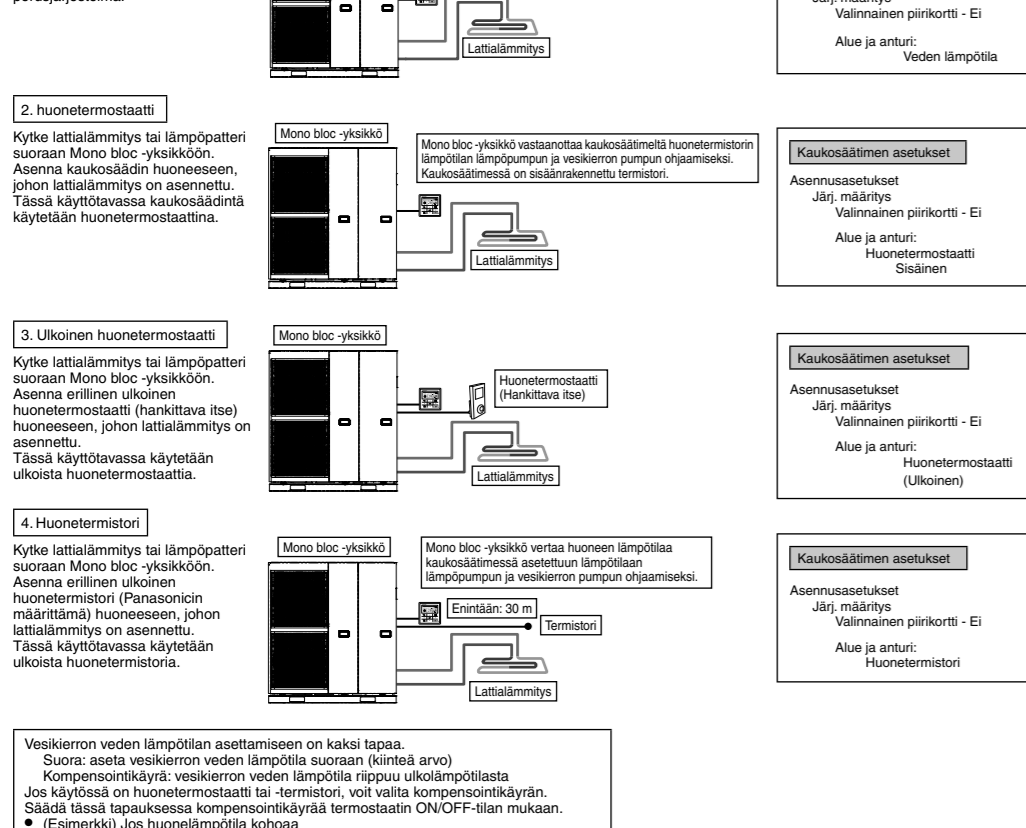 perusjärjestelmä.
Lattialämmitys
Järj. määritys
Valinnainen piirikortti - Ei
Alue ja anturi:
Veden lämpötila
2. huonetermostaatti
Kytke lattialämmitys tai lämpöpatteri
suoraan Mono bloc -yksikköön.
Asenna kaukosäädin huoneeseen,
johon lattialämmitys on asennettu.
Tässä käyttötavassa kaukosäädintä
käytetään huonetermostaattina.
Mono bloc -yksikkö
Mono bloc -yksikkö vastaanottaa kaukosäätimeltä huonetermistorin
lämpötilan lämpöpumpun ja vesikierron pumpun ohjaamiseksi.
Kaukosäätimessä on sisäänrakennettu termistori.
Lattialämmitys
Kaukosäätimen asetukset
Asennusasetukset
Järj. määritys
Valinnainen piirikortti - Ei
Alue ja anturi:
Huonetermostaatti
Sisäinen
3. Ulkoinen huonetermostaatti
Kytke lattialämmitys tai lämpöpatteri
suoraan Mono bloc -yksikköön.
Asenna erillinen ulkoinen
huonetermostaatti (hankittava itse)
huoneeseen, johon lattialämmitys on
asennettu.
Tässä käyttötavassa käytetään
ulkoista huonetermostaattia.
Mono bloc -yksikkö
Huonetermostaatti
(Hankittava itse)
Lattialämmitys
Kaukosäätimen asetukset
Asennusasetukset
Järj. määritys
Valinnainen piirikortti - Ei
Alue ja anturi:
Huonetermostaatti
(Ulkoinen)
4. Huonetermistori
Kytke lattialämmitys tai lämpöpatteri
suoraan Mono bloc -yksikköön.
Asenna erillinen ulkoinen
huonetermistori (Panasonicin
määrittämä) huoneeseen, johon
lattialämmitys on asennettu.
Tässä käyttötavassa käytetään
ulkoista huonetermistoria.
Mono bloc -yksikkö
Mono bloc -yksikkö vertaa huoneen lämpötilaa
kaukosäätimessä asetettuun lämpötilaan
lämpöpumpun ja vesikierron pumpun ohjaamiseksi.
Enintään: 30 m
Termistori
Lattialämmitys
Kaukosäätimen asetukset
Asennusasetukset
Järj. määritys
Valinnainen piirikortti - Ei
Alue ja anturi:
Huonetermistori
Vesikierron veden lämpötilan asettamiseen on kaksi tapaa.
Suora: aseta vesikierron veden lämpötila suoraan (kiinteä arvo)
Kompensointikäyrä: vesikierron veden lämpötila riippuu ulkolämpötilasta
Jos käytössä on huonetermostaatti tai -termistori, voit valita kompensointikäyrän.
Säädä tässä tapauksessa kompensointikäyrää termostaatin ON/OFF-tilan mukaan.
● (Esimerkki) Jos huonelämpötila kohoaa